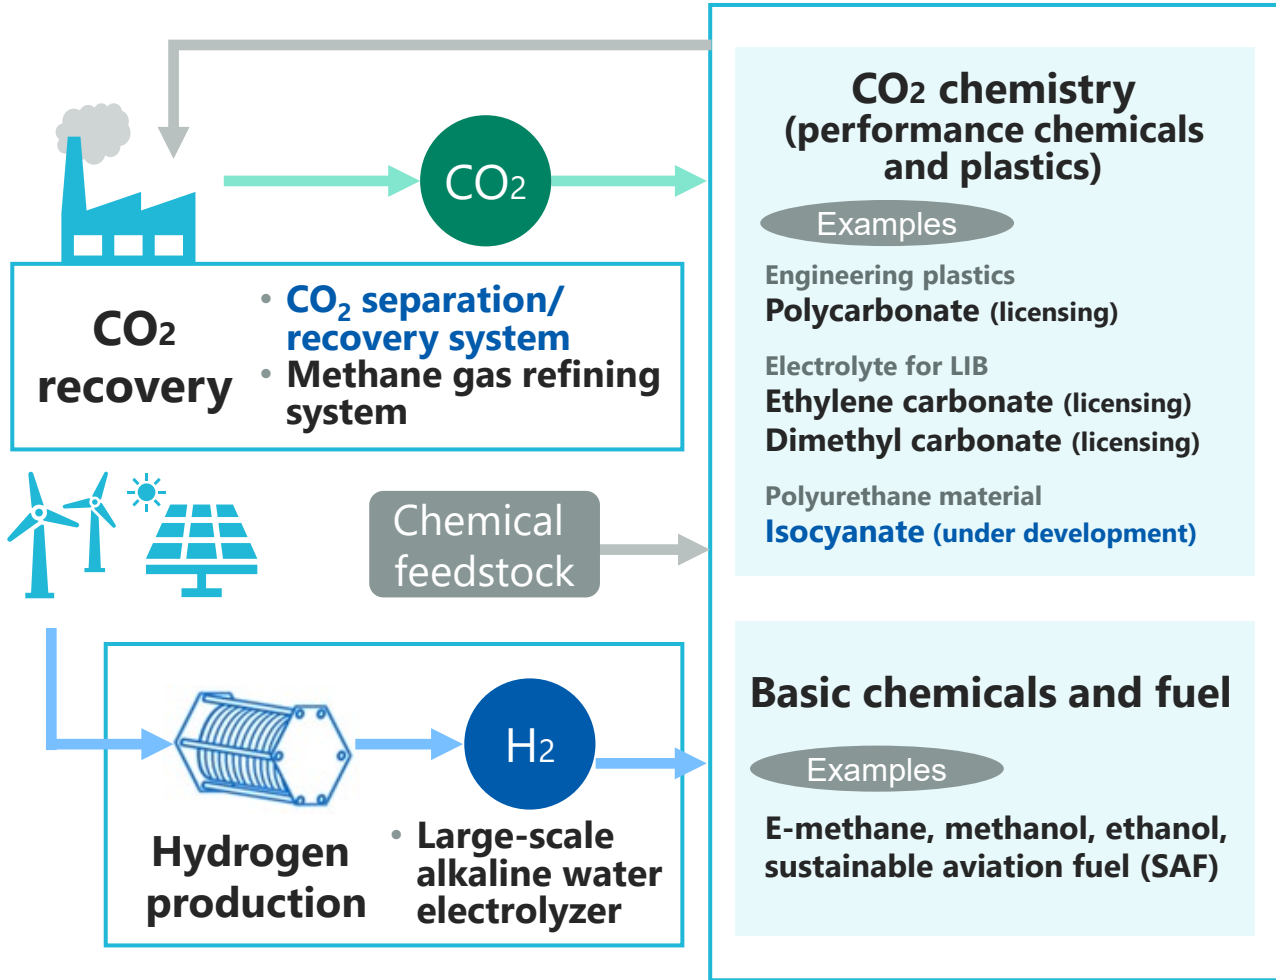 CO2
CO2 chemistry
(performance chemicals
and plastics)
Examples
Engineering plastics
Polycarbonate (licensing)
Electrolyte for LIB
Ethylene carbonate (licensing)
Dimethyl carbonate (licensing)
Polyurethane material
Isocyanate (under development)
CO2
recovery
• CO2 separation/
recovery system
• Methane gas refining
system
Chemical
feedstock
H2
Hydrogen
production
• Large-scale
alkaline water
electrolyzer
Basic chemicals and fuel
Examples
E-methane, methanol, ethanol,
sustainable aviation fuel (SAF)